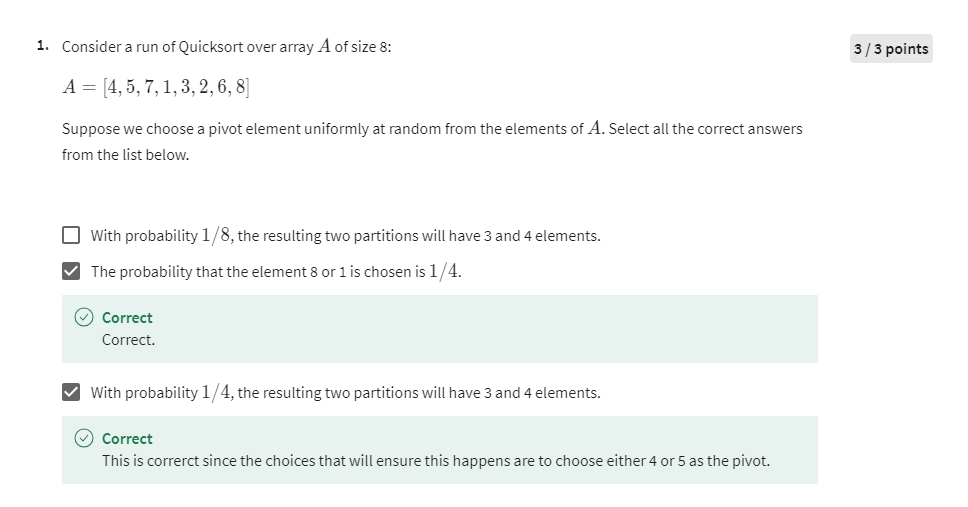 1. Consider a run of Quicksort over array A of size 8:
3 / 3 points
A = [4, 5, 7, 1, 3, 2, 6, 8]
Suppose we choose a pivot element uniformly at random from the elements of A. Select all the correct answers
from the list below.
With probability 1/8, the resulting two partitions will have 3 and 4 elements.
The probability that the element 8 or 1 is chosen is 1/4.
Correct
Correct.
With probability 1/4, the resulting two partitions will have 3 and 4 elements.
Correct
This is correrct since the choices that will ensure this happens are to choose either 4 or 5 as the pivot.